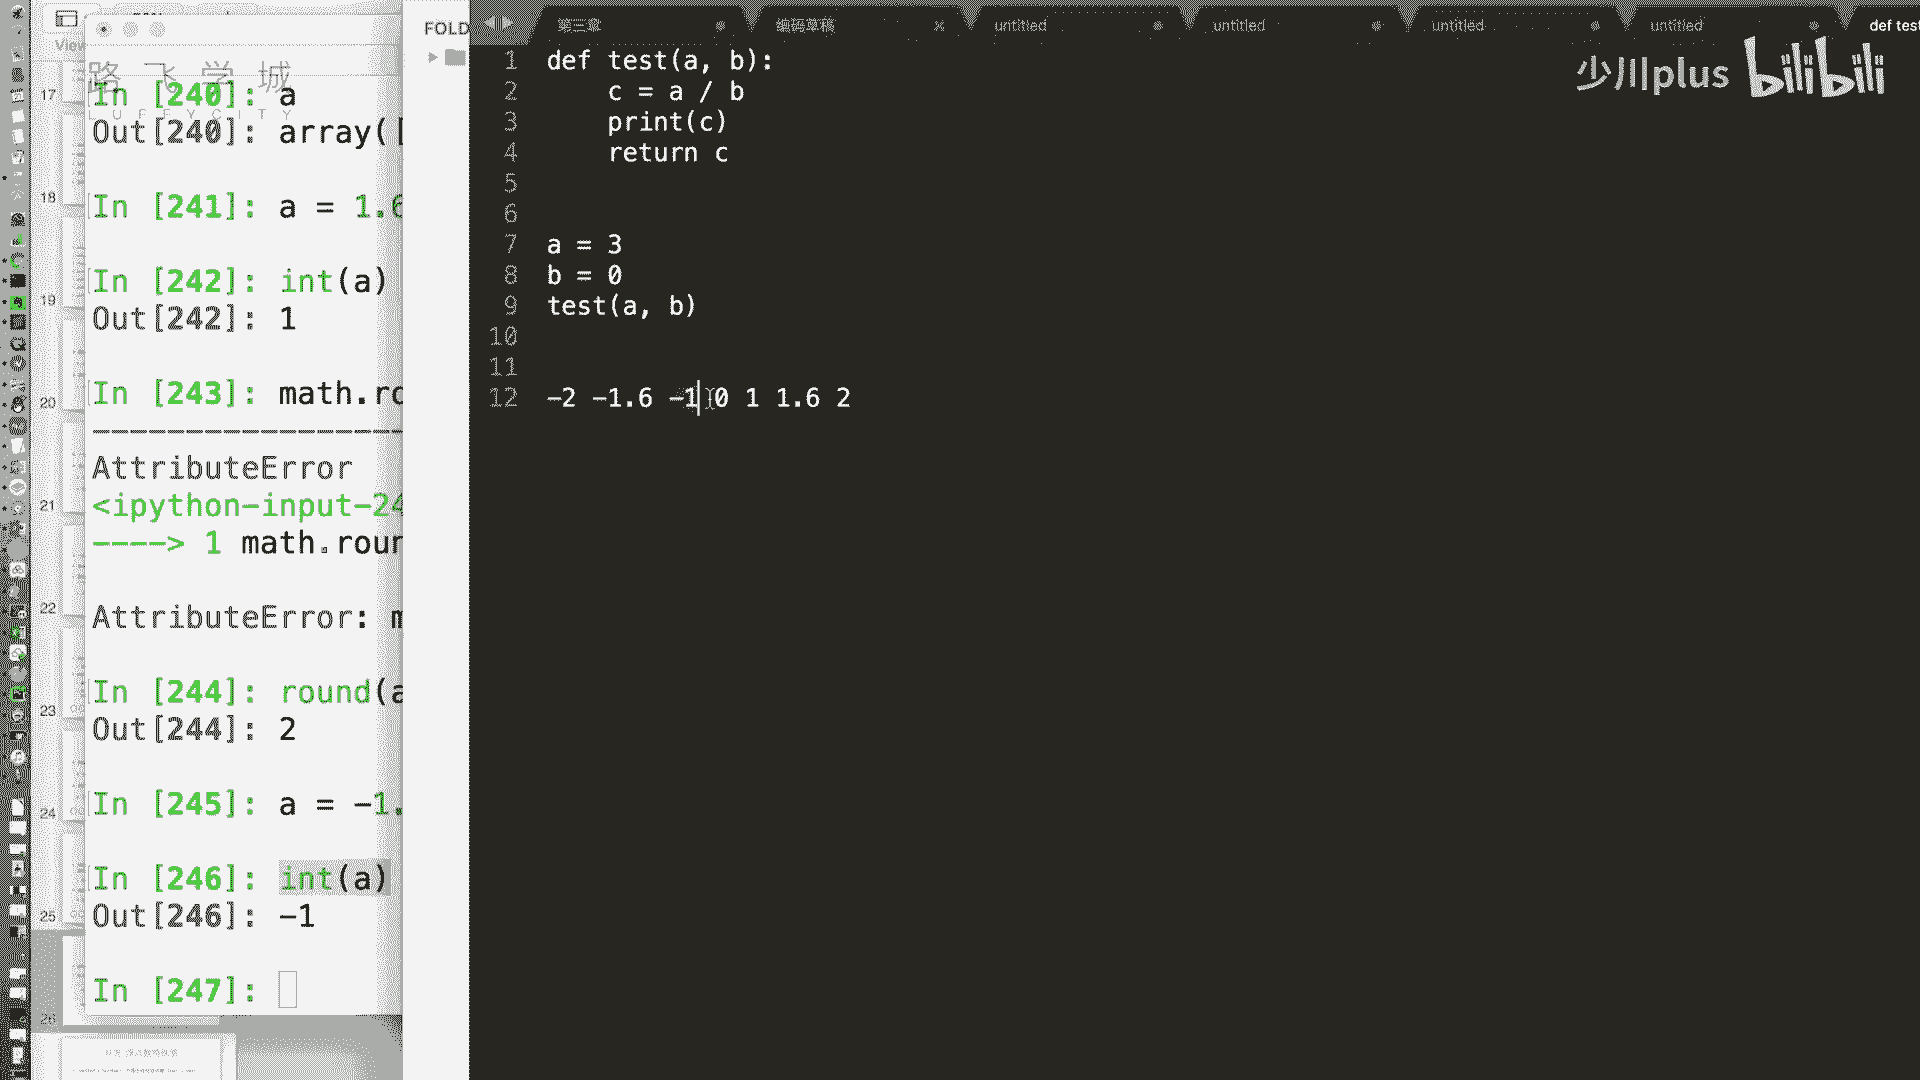 View
路飞学城
LUFFYCITY
In [240]: a
Out[240]: array([
In [241]: a = 1.6
In [242]: int(a)
Out[242]: 1
In [243]: math.ro
AttributeError
<ipython-input-24
----> 1 math.roun
AttributeError: m
In [244]: round(a
Out[244]: 2
In [245]: a = -1.
In [246]: int(a)
Out[246]: -1
In [247]:
17
18
19
20
21
22
23
24
25
26
FOLD
第三章
编码草稿
untitled
untitled
untitled
untitled
def test
少川plus bilibili
1 def test(a, b):
2 c = a / b
3 print(c)
4 return c
5
6
7 a = 3
8 b = 0
9 test(a, b)
10
11
12 -2 -1.6 -1 0 1 1.6 2